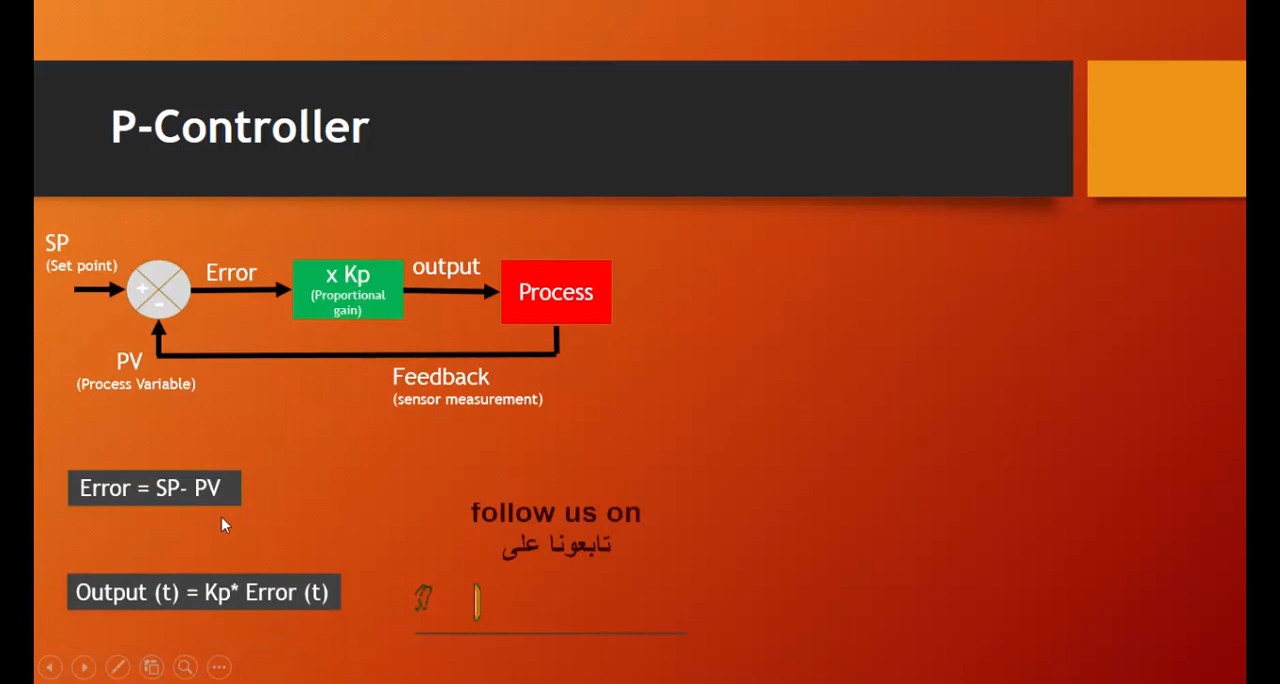 P-Controller
SP
(Set point)
Error
x Kp
(Proportional
gain)
output
Process
+
-
PV
(Process Variable)
Feedback
(sensor measurement)
Error = SP- PV
follow us on
تابعونا على
Output (t) = Kp* Error (t)